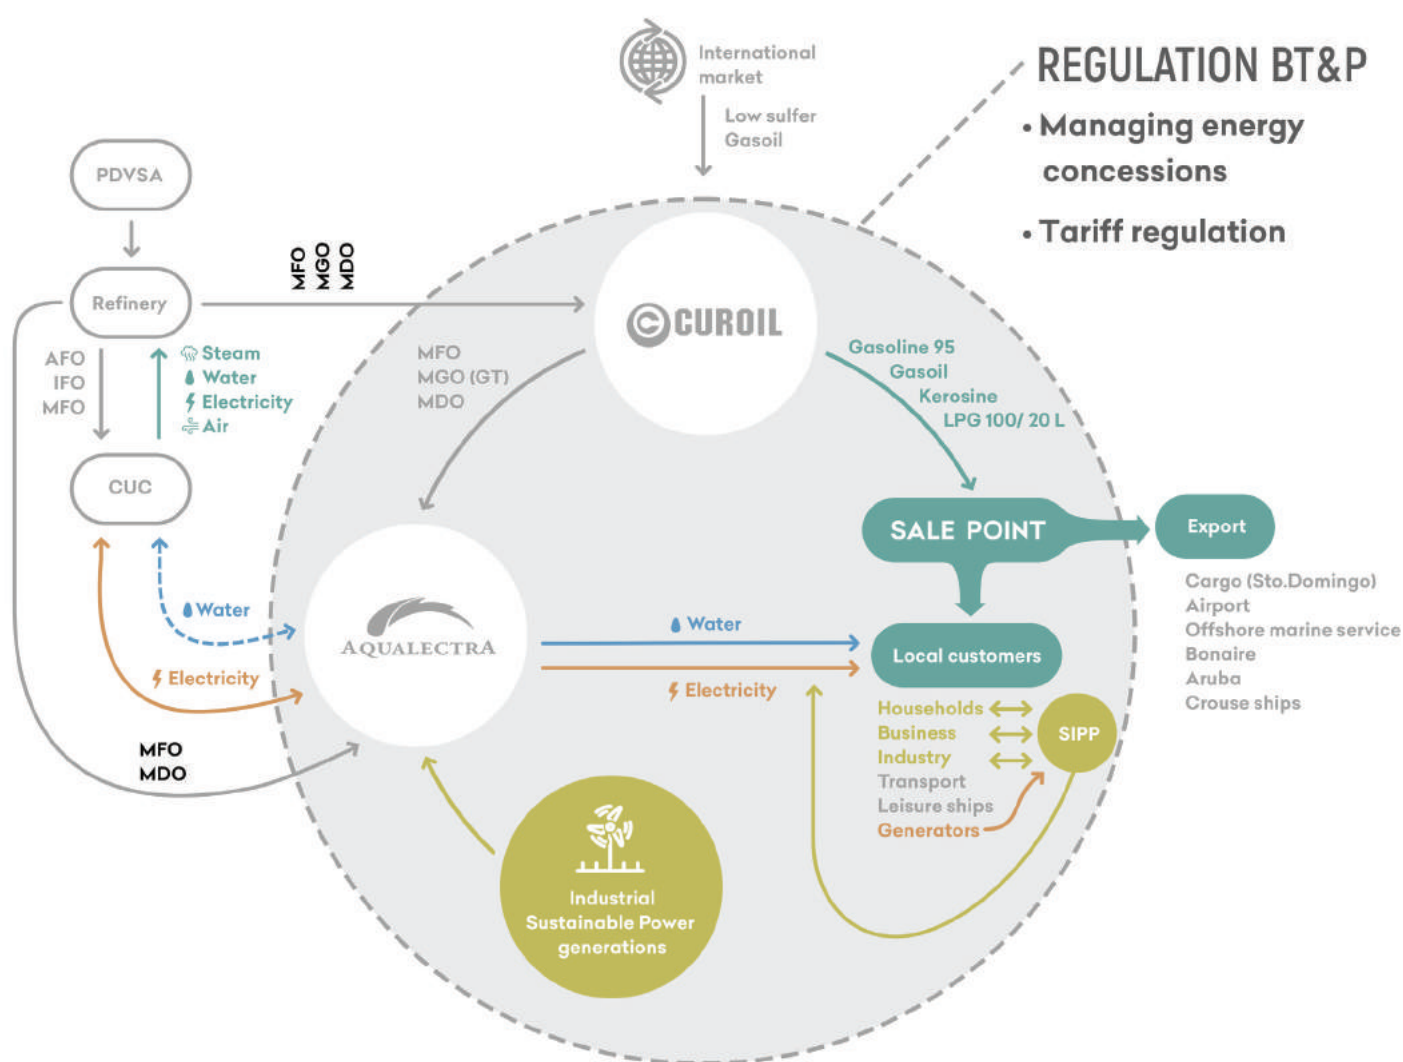 International
market
Low sulfer
Gasoil
REGULATION BT&P
• Managing energy
concessions
• Tariff regulation
PDVSA
Refinery
MFO
MGO
MDO
CUROIL
AFO
IFO
MFO
Steam
Water
Electricity
Air
MFO
MGO (GT)
MDO
Gasoline 95
Gasoil
Kerosine
LPG 100/ 20 L
CUC
SALE POINT
Export
Cargo (Sto.Domingo)
Airport
Offshore marine service
Bonaire
Aruba
Crouse ships
Water
Electricity
AQUALECTRA
Water
Electricity
Local customers
Households
Business
Industry
Transport
Leisure ships
Generators
SIPP
MFO
MDO
Industrial
Sustainable Power
generations